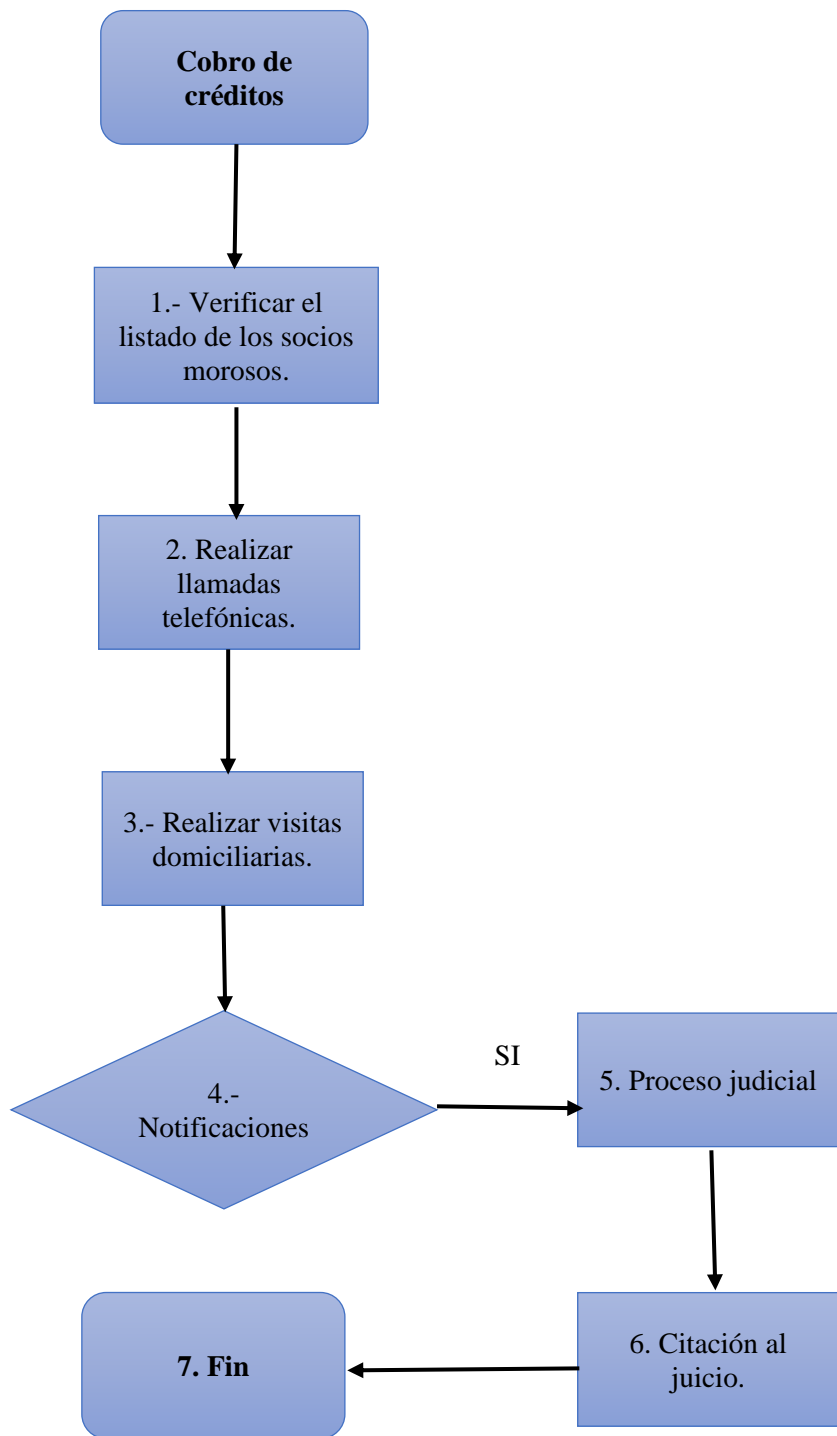 Cobro de
créditos
1.- Verificar el
listado de los socios
morosos.
2. Realizar
llamadas
telefónicas.
3.- Realizar visitas
domiciliarias.
4.-
Notificaciones
SI
5. Proceso judicial
6. Citación al
juicio.
7. Fin